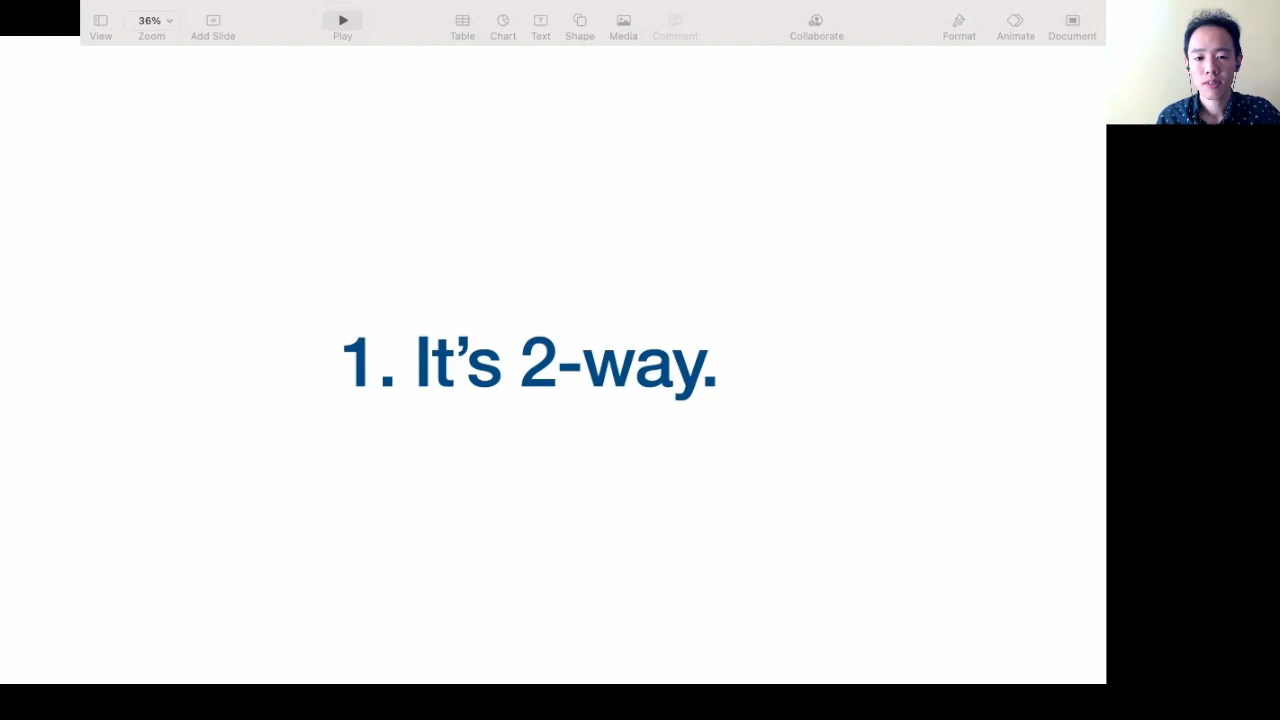 36%
View Zoom Add Slide Play Table Chart Text Shape Media Comment Collaborate Format Animate Document
1. It’s 2-way.